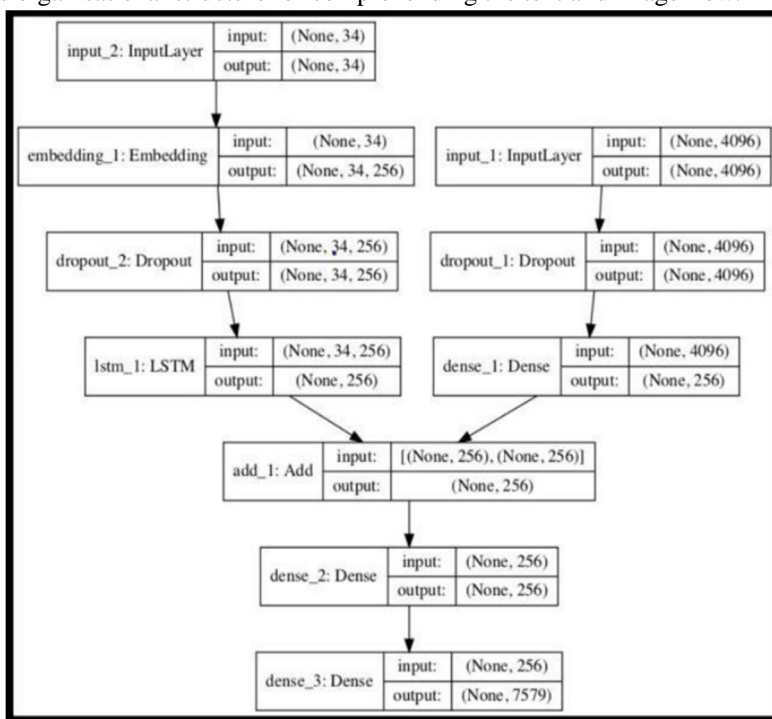 input_2: InputLayer
input: (None, 34)
output: (None, 34)
embedding_1: Embedding
input: (None, 34)
output: (None, 34, 256)
input_1: InputLayer
input: (None, 4096)
output: (None, 4096)
dropout_2: Dropout
input: (None, 34, 256)
output: (None, 34, 256)
dropout_1: Dropout
input: (None, 4096)
output: (None, 4096)
lstm_1: LSTM
input: (None, 34, 256)
output: (None, 256)
dense_1: Dense
input: (None, 4096)
output: (None, 256)
add_1: Add
input: [(None, 256), (None, 256)]
output: (None, 256)
dense_2: Dense
input: (None, 256)
output: (None, 256)
dense_3: Dense
input: (None, 256)
output: (None, 7579)